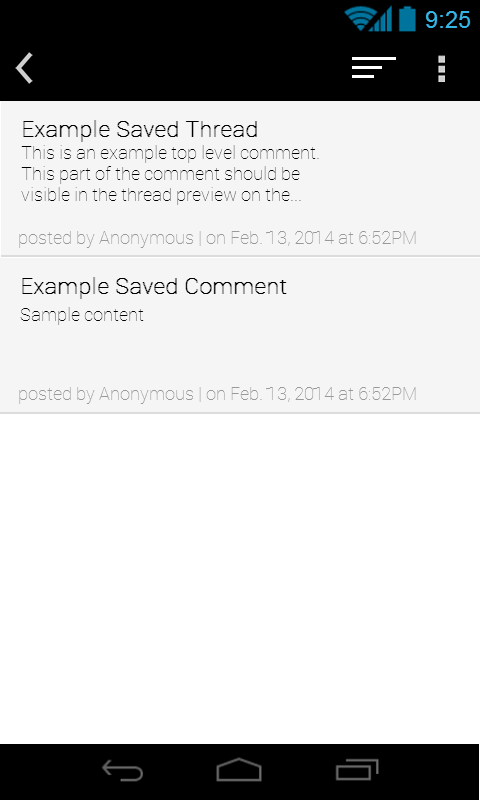 9:25
Example Saved Thread
This is an example top level comment.
This part of the comment should be
visible in the thread preview on the...
posted by Anonymous | on Feb. 13, 2014 at 6:52PM
Example Saved Comment
Sample content
posted by Anonymous | on Feb. 13, 2014 at 6:52PM